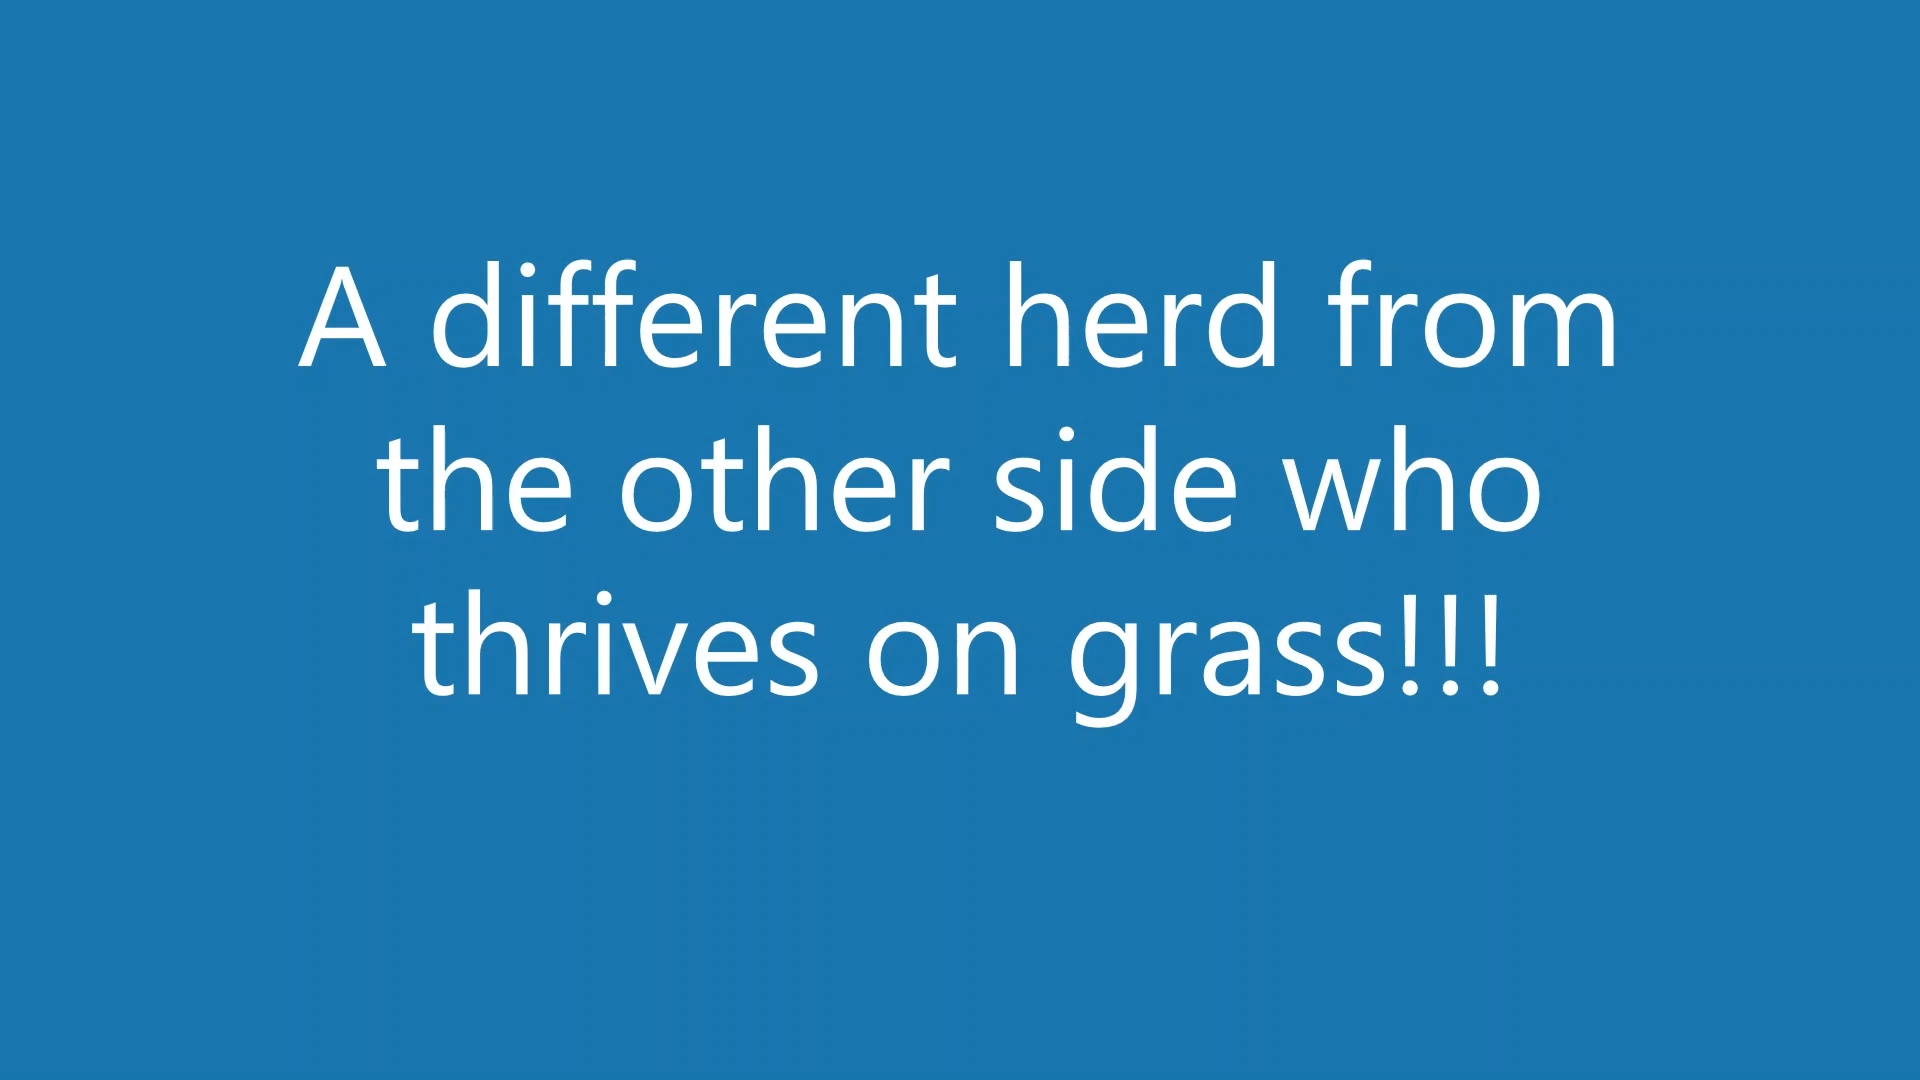 A different herd from
the other side who
thrives on grass!!!